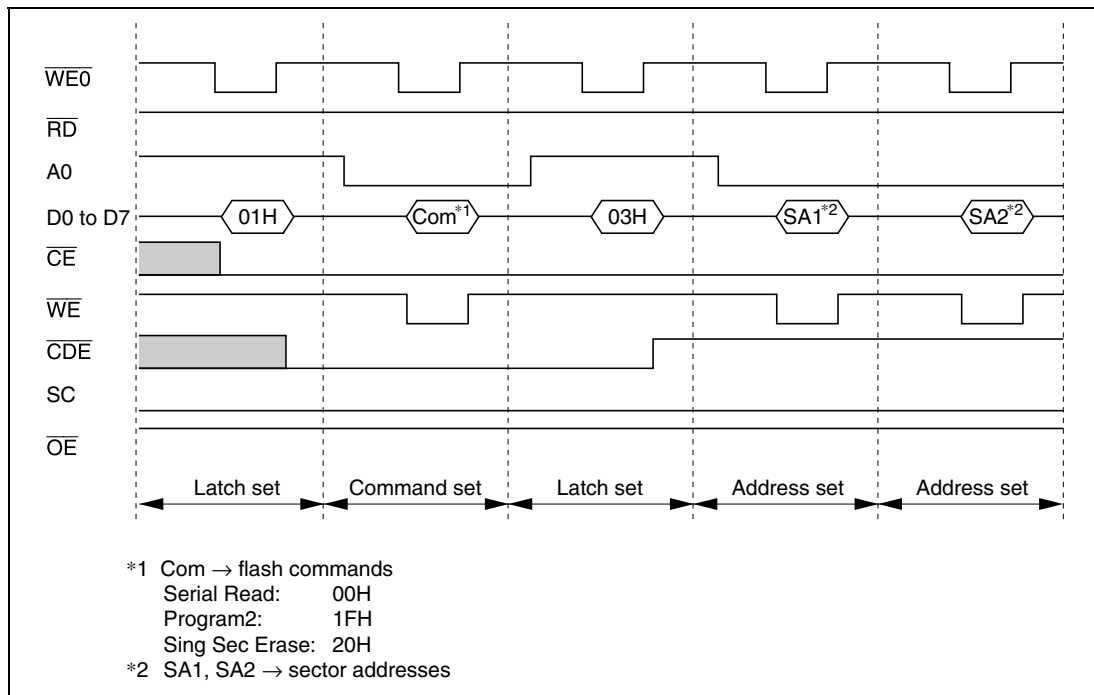 WE0
RD
A0
D0 to D7 01H Com*1 03H SA1*2 SA2*2
CE
WE
CDE
SC
OE
Latch set Command set Latch set Address set Address set
*1 Com → flash commands
Serial Read: 00H
Program2: 1FH
Sing Sec Erase: 20H
*2 SA1, SA2 → sector addresses